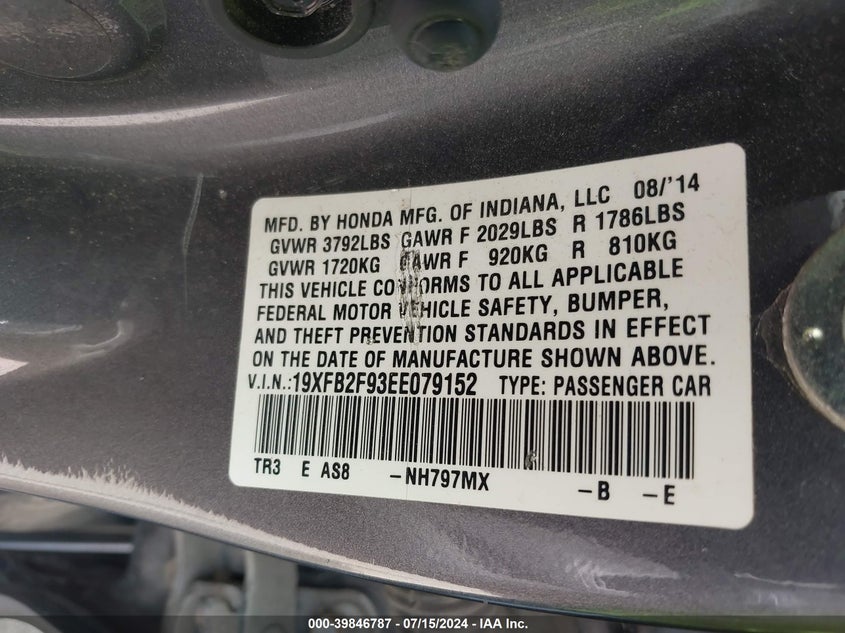 MFD. BY HONDA MFG. OF INDIANA, LLC 08/'14
GVWR 3792LBS GAWR F 2029LBS R 1786LBS
GVWR 1720KG GAWR F 920KG R 810KG
THIS VEHICLE CONFORMS TO ALL APPLICABLE
FEDERAL MOTOR VEHICLE SAFETY, BUMPER,
AND THEFT PREVENTION STANDARDS IN EFFECT
ON THE DATE OF MANUFACTURE SHOWN ABOVE.
V.I.N.:19XFB2F93EE079152 TYPE: PASSENGER CAR
TR3 E AS8 -NH797MX -B -E
000-39846787 - 07/15/2024 - IAA Inc.